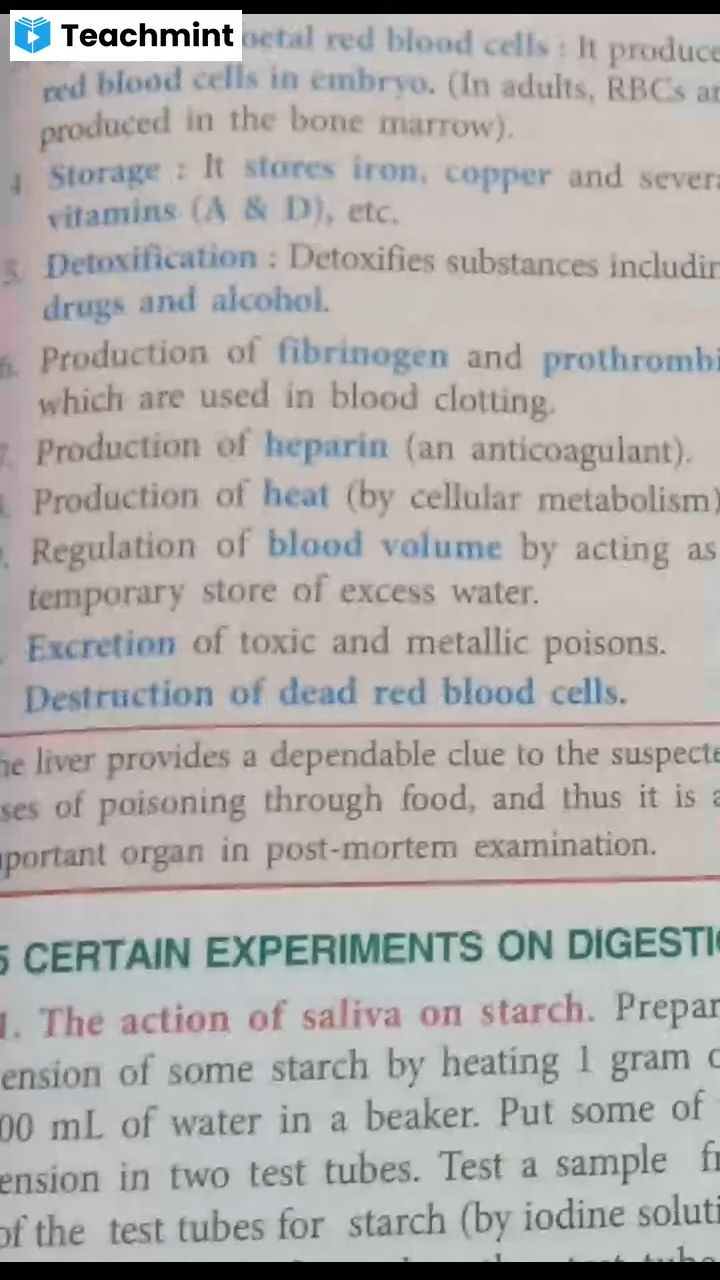 Teachmint
oetal red blood cells : It produce
red blood cells in embryo. (In adults, RBCs ar
produced in the bone marrow).
4. Storage : It stores iron, copper and severa
vitamins (A & D), etc.
5. Detoxification : Detoxifies substances includin
drugs and alcohol.
6. Production of fibrinogen and prothrombi
which are used in blood clotting.
7. Production of heparin (an anticoagulant).
Production of heat (by cellular metabolism)
Regulation of blood volume by acting as
temporary store of excess water.
Excretion of toxic and metallic poisons.
Destruction of dead red blood cells.
he liver provides a dependable clue to the suspecte
ses of poisoning through food, and thus it is a
portant organ in post-mortem examination.
5 CERTAIN EXPERIMENTS ON DIGESTIO
1. The action of saliva on starch. Prepar
ension of some starch by heating 1 gram o
00 mL of water in a beaker. Put some of
ension in two test tubes. Test a sample fr
of the test tubes for starch (by iodine soluti